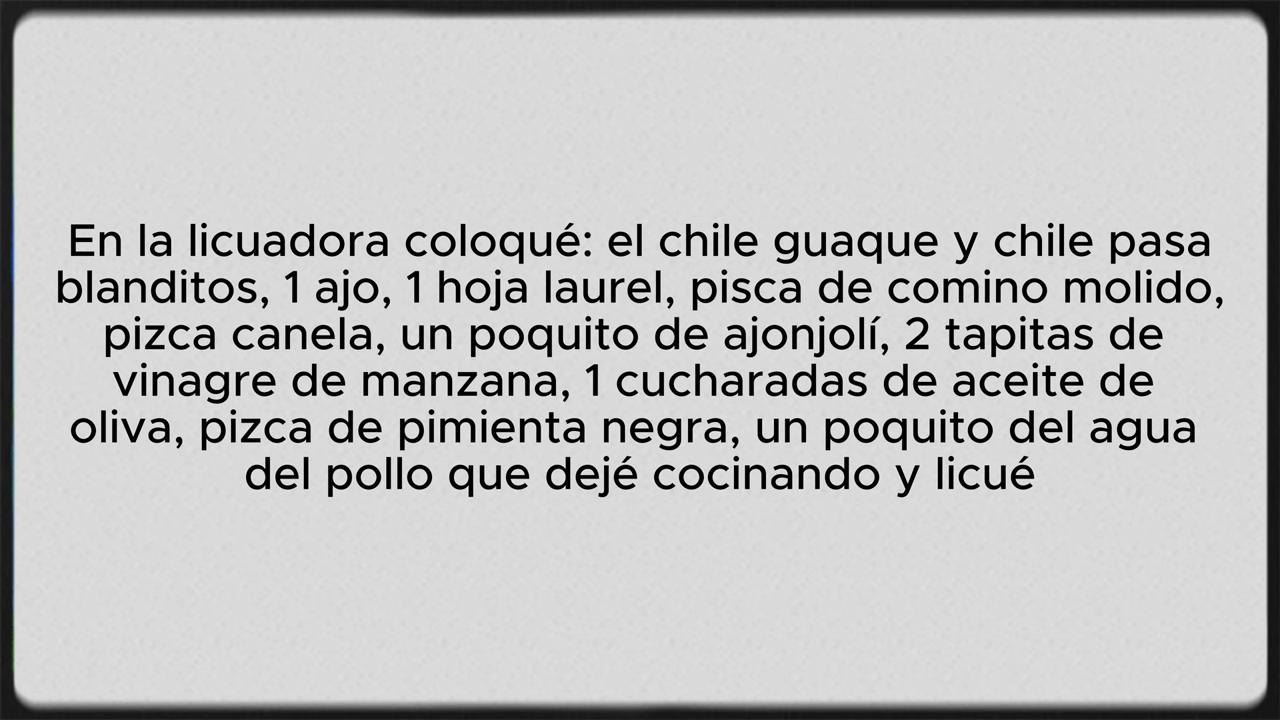 En la licuadora coloqué: el chile guaque y chile pasa
blanditos, 1 ajo, 1 hoja laurel, pisca de comino molido,
pizca canela, un poquito de ajonjolí, 2 tapitas de
vinagre de manzana, 1 cucharadas de aceite de
oliva, pizca de pimienta negra, un poquito del agua
del pollo que dejé cocinando y licué